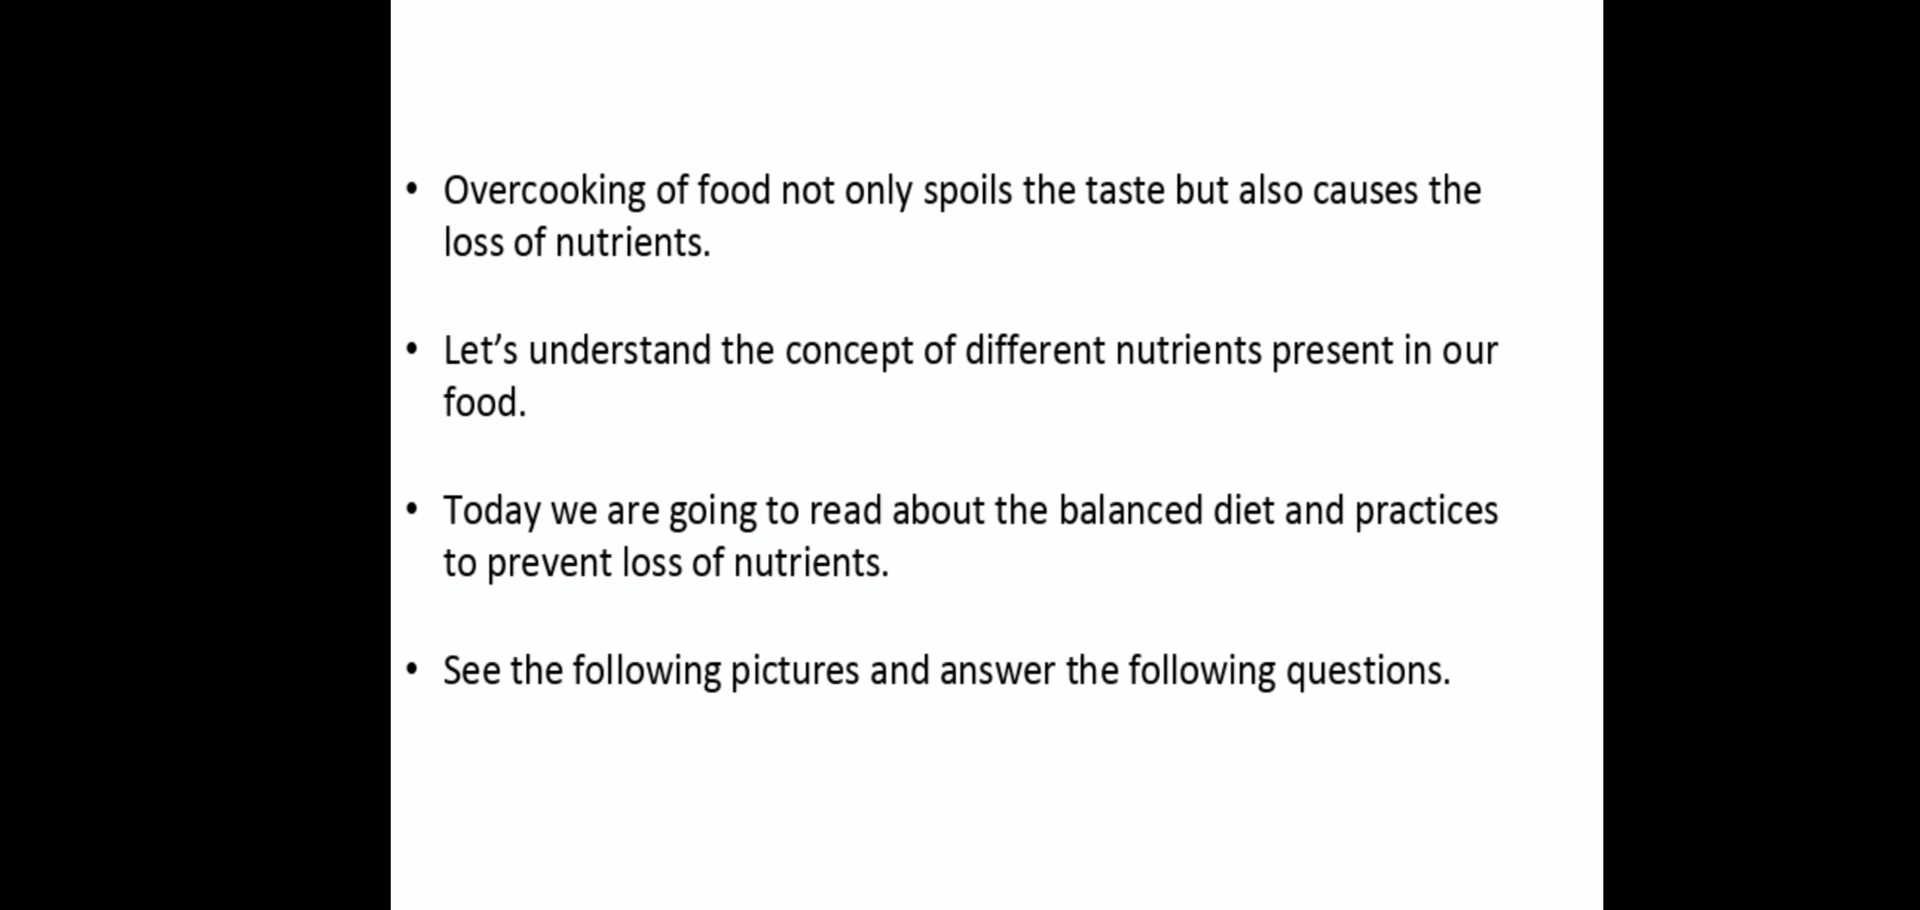 • Overcooking of food not only spoils the taste but also causes the
loss of nutrients.
• Let’s understand the concept of different nutrients present in our
food.
• Today we are going to read about the balanced diet and practices
to prevent loss of nutrients.
• See the following pictures and answer the following questions.